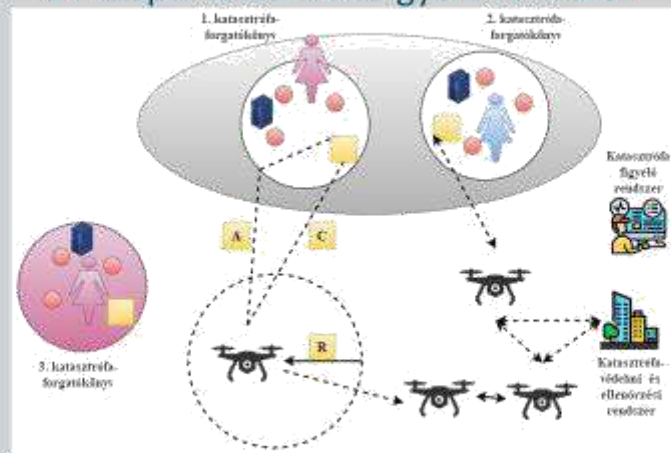 1. katasztrófa-
forgatókönyv
2. katasztrófa-
forgatókönyv
Katasztrófa
figyelő
rendszer
A
C
R
3. katasztrófa-
forgatókönyv
Katasztrófa-
védelmi és
ellenőrzési
rendszer